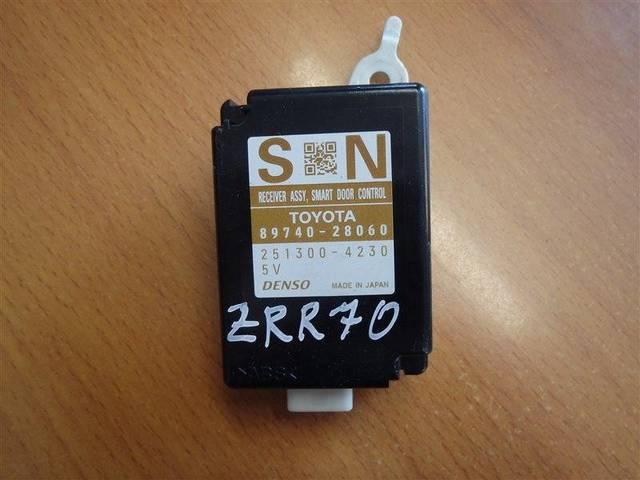 S N
RECEIVER ASSY, SMART DOOR CONTROL
TOYOTA
89740-28060
251300-4230
5V
DENSO MADE IN JAPAN
ZRR70